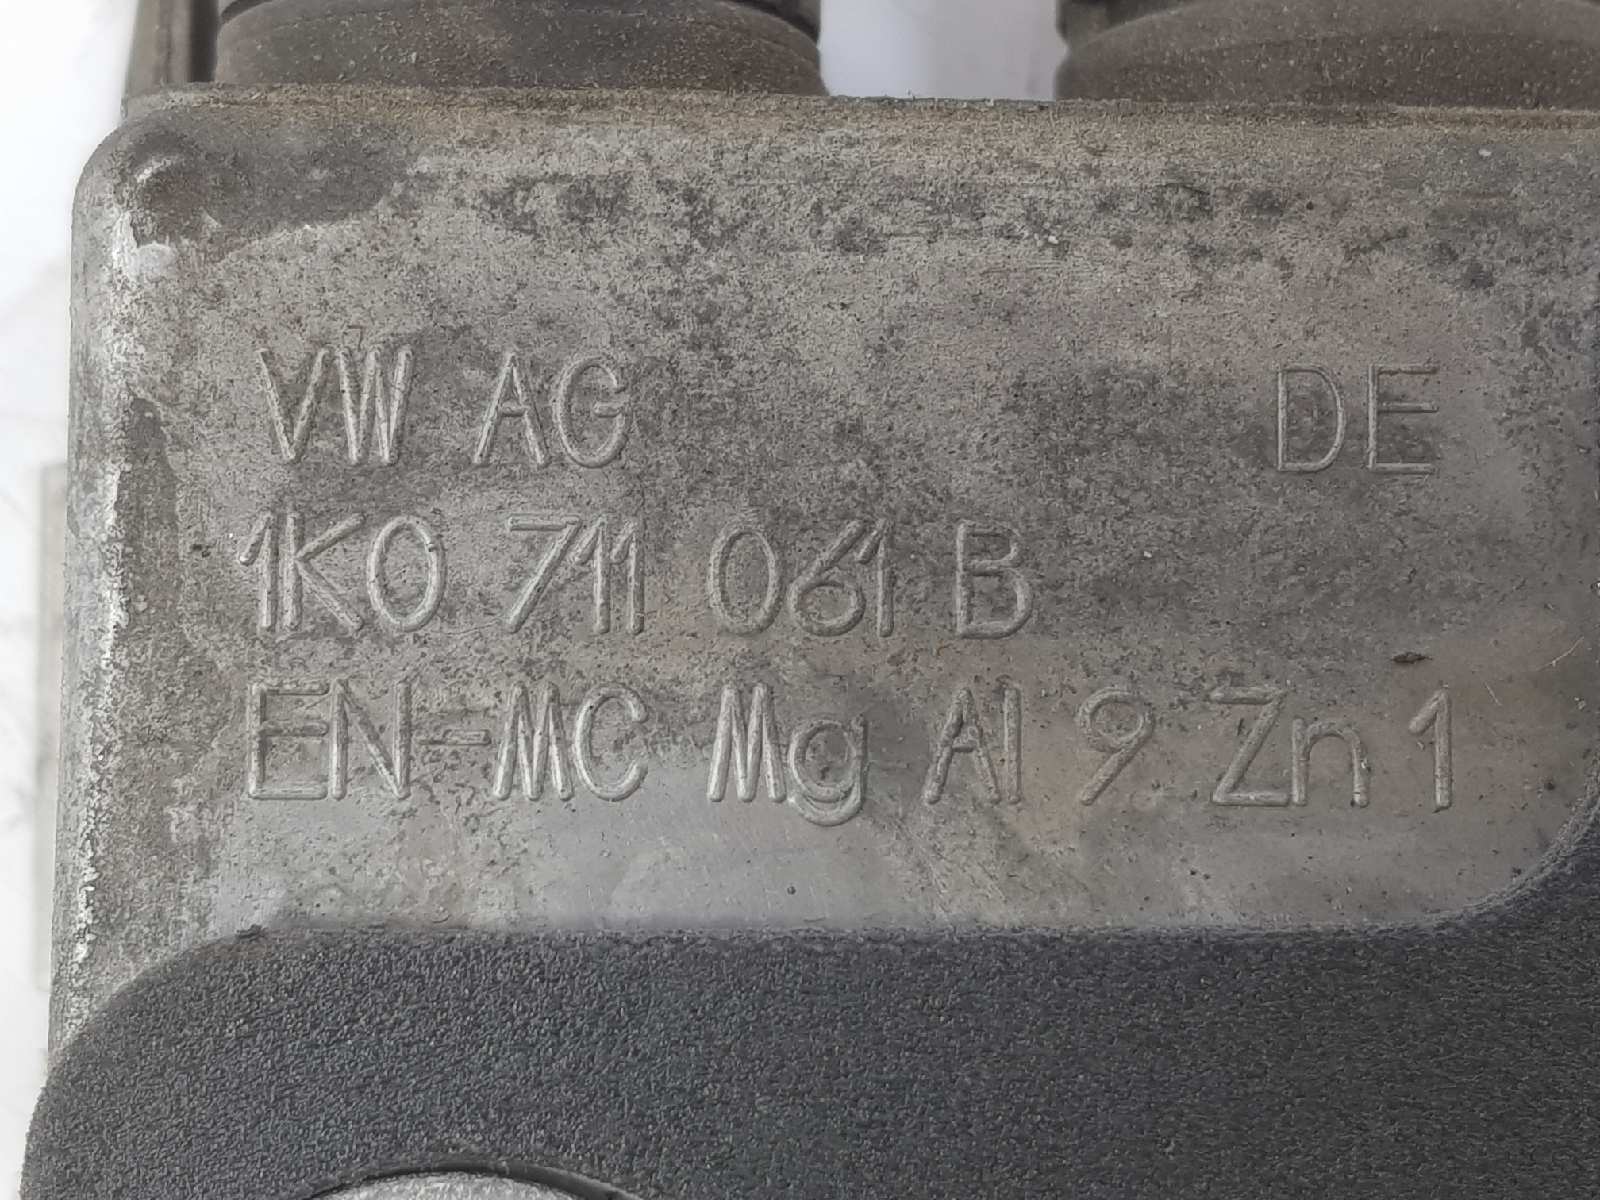 VW AG DE
1K0 711 061 B
EN-MC Mg Al 9 Zn 1